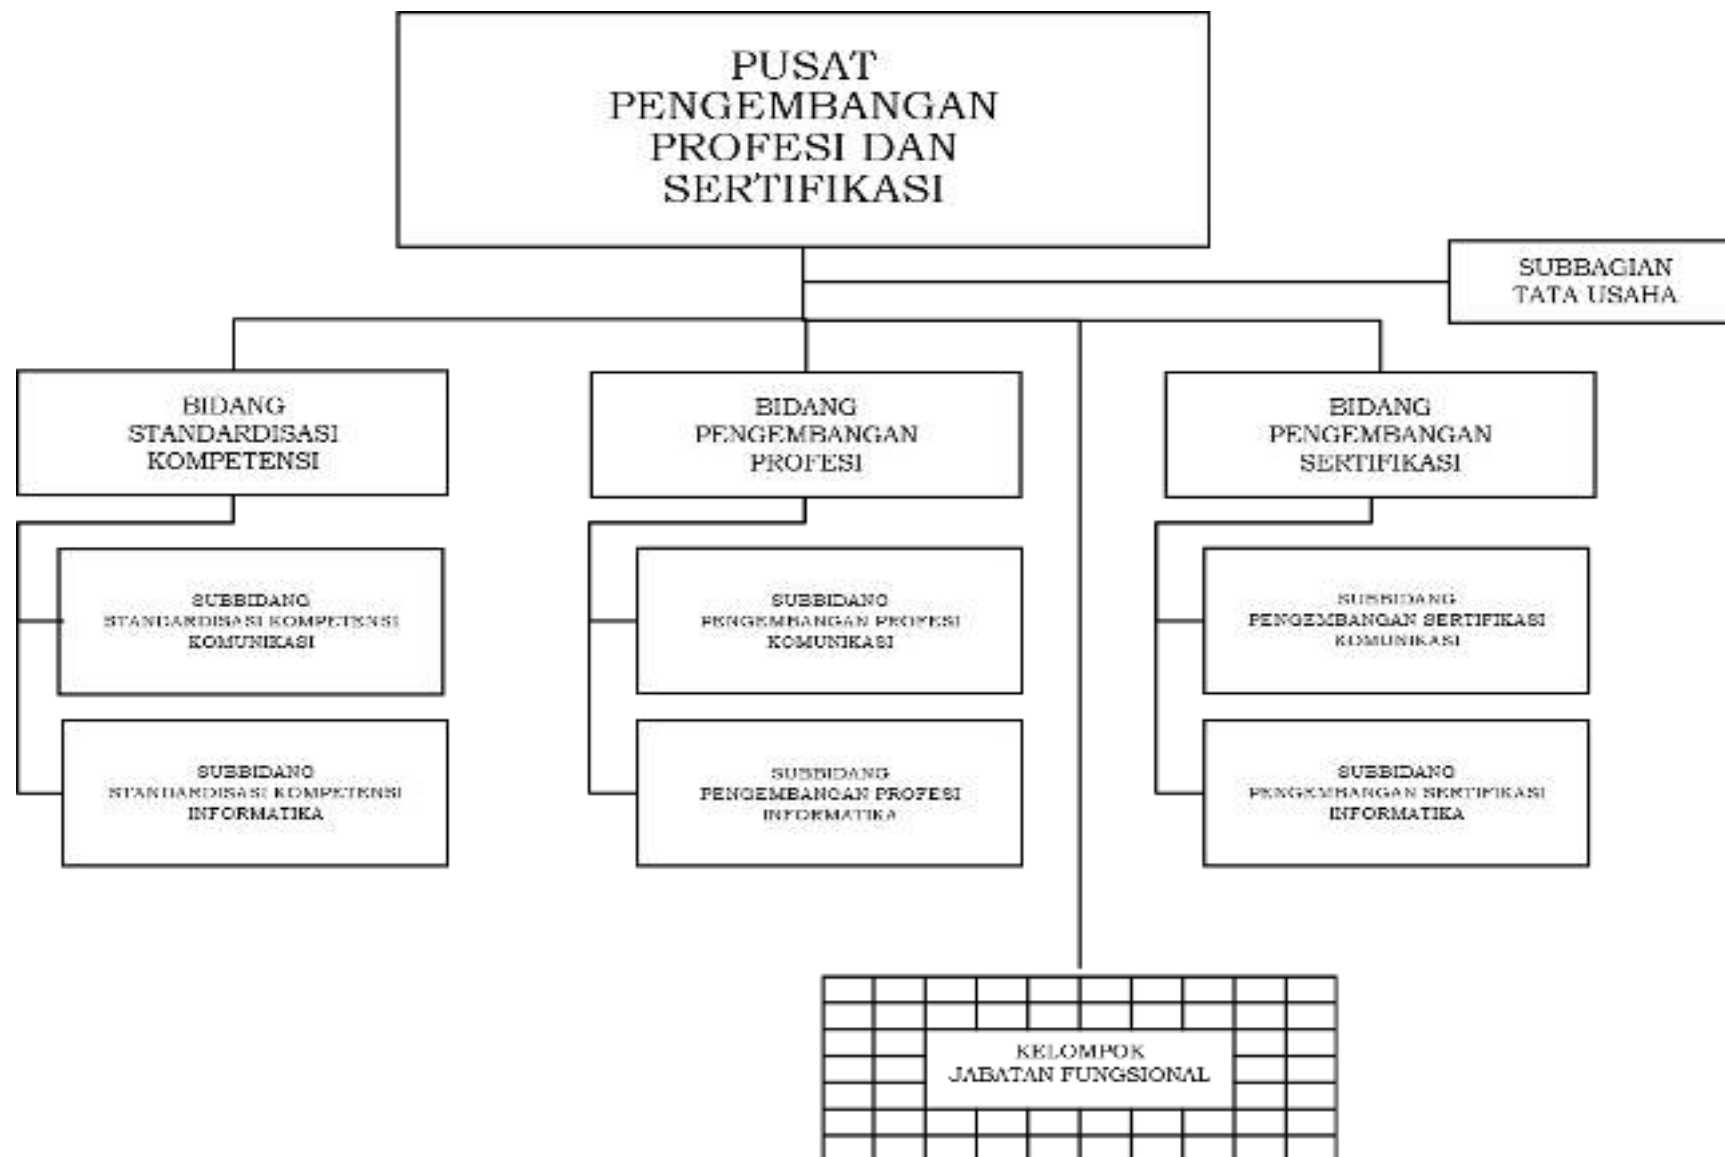 PUSAT
PENGEMBANGAN
PROFESI DAN
SERTIFIKASI
SUBBAGIAN
TATA USAHA
BIDANG
STANDARDISASI
KOMPETENSI
BIDANG
PENGEMBANGAN
PROFESI
BIDANG
PENGEMBANGAN
SERTIFIKASI
SUBBIDANG
STANDARDISASI KOMPETENSI
KOMUNIKASI
SUBBIDANG
PENGEMBANGAN PROFESI
KOMUNIKASI
SUBBIDANG
PENGEMBANGAN SERTIFIKASI
KOMUNIKASI
SUBBIDANG
STANDARDISASI KOMPETENSI
INFORMATIKA
SUBBIDANG
PENGEMBANGAN PROFESI
INFORMATIKA
SUBBIDANG
PENGEMBANGAN SERTIFIKASI
INFORMATIKA
KELOMPOK
JABATAN FUNGSIONAL